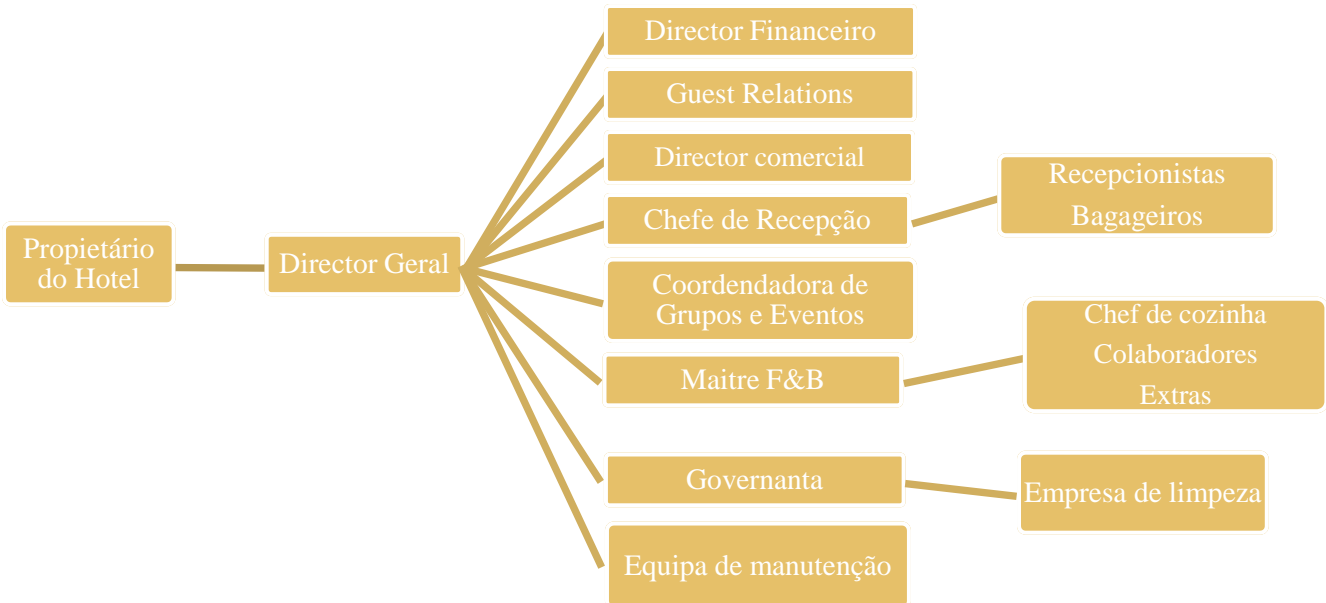 Propietário
do Hotel
Director Geral
Director Financeiro
Guest Relations
Director comercial
Chefe de Recepção
Coordendadora de
Grupos e Eventos
Maitre F&B
Governanta
Equipa de manutenção
Recepcionistas
Bagageiros
Chef de cozinha
Colaboradores
Extras
Empresa de limpeza